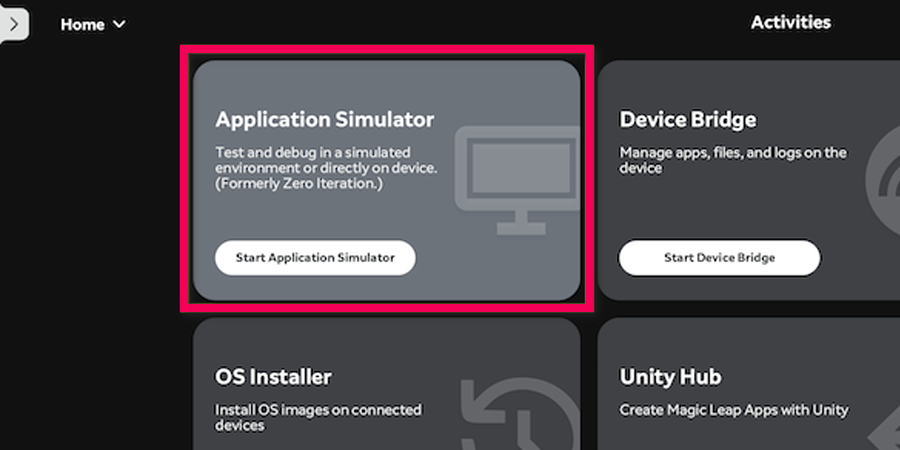 Home
Activities
Application Simulator
Test and debug in a simulated
environment or directly on device.
(Formerly Zero Iteration.)
Start Application Simulator
Device Bridge
Manage apps, files, and logs on the
device
Start Device Bridge
OS Installer
Install OS images on connected
devices
Unity Hub
Create Magic Leap Apps with Unity